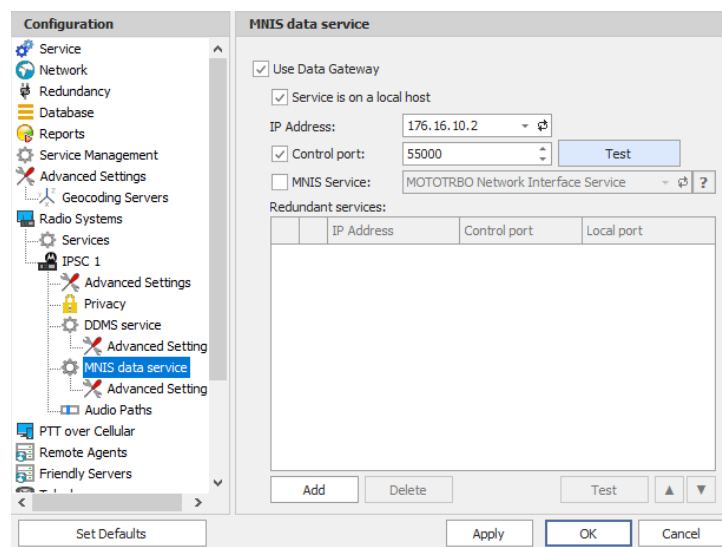 Configuration
Service
Network
Redundancy
Database
Reports
Service Management
Advanced Settings
Geocoding Servers
Radio Systems
Services
IPSC 1
Advanced Settings
Privacy
DDMS service
Advanced Setting
MNIS data service
Advanced Setting
Audio Paths
PTT over Cellular
Remote Agents
Friendly Servers
Set Defaults
MNIS data service
Use Data Gateway
Service is on a local host
IP Address: 176.16.10.2
Control port: 55000 Test
MNIS Service: MOTOTRBO Network Interface Service ?
Redundant services:
IP Address Control port Local port
Add Delete Test
Apply OK Cancel